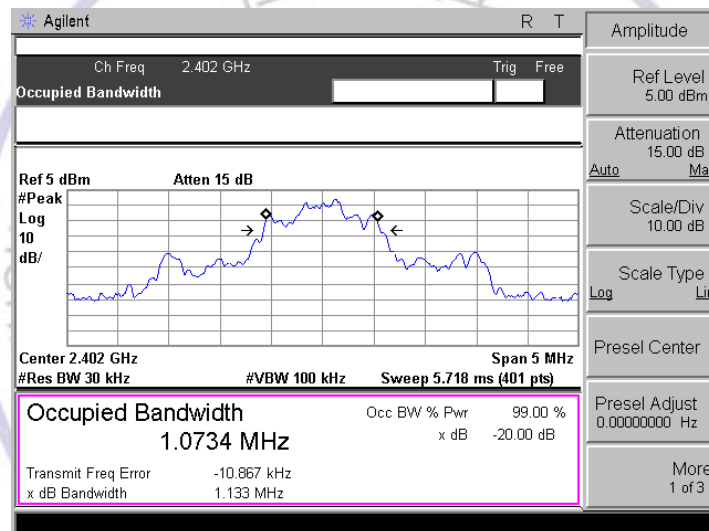 Agilent R T
Ch Freq 2.402 GHz Trig Free
Occupied Bandwidth
Ref 5 dBm Atten 15 dB
#Peak
Log
10
dB/
Center 2.402 GHz Span 5 MHz
#Res BW 30 kHz #VBW 100 kHz Sweep 5.718 ms (401 pts)
Occupied Bandwidth Occ BW % Pwr 99.00 %
1.0734 MHz x dB -20.00 dB
Transmit Freq Error -10.867 kHz
x dB Bandwidth 1.133 MHz
Amplitude
Ref Level
5.00 dBm
Attenuation
15.00 dB
Auto Ma
Scale/Div
10.00 dB
Scale Type
Log Li
Presel Center
Presel Adjust
0.00000000 Hz
More
1 of 3